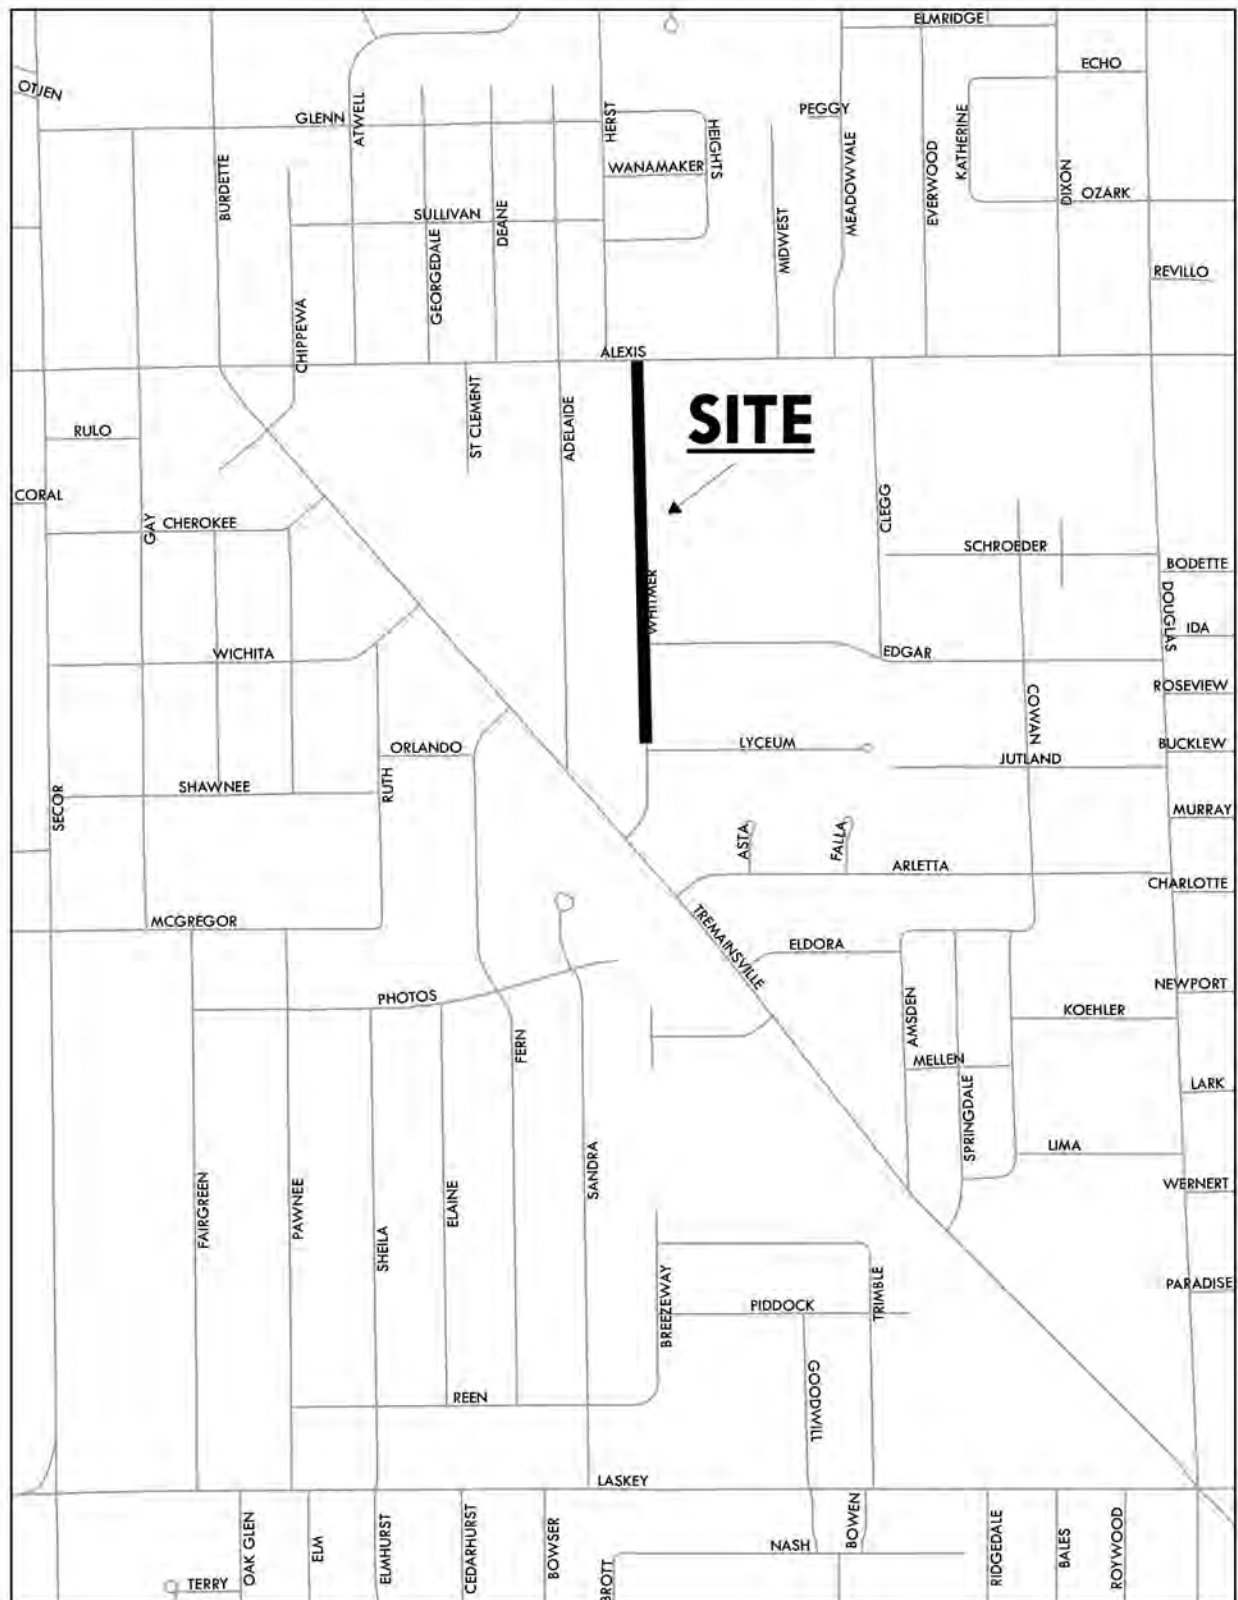 ELMRIDGE
ECHO
OTJEN
GLENN
ATWELL
HERST
HEIGHTS
PEGGY
MEADOWVALE
EVERWOOD
KATHERINE
DIXON
BURDETTE
WANAMAKER
OZARK
SULLIVAN
DEANE
GEORGEDALE
MIDWEST
REVILLO
CHIPPEWA
ALEXIS
ST CLEMENT
ADELAIDE
SITE
RULO
CORAL
GAY
CHEROKEE
CLEGG
SCHROEDER
BODETTE
WHITMER
DOUGLAS
IDA
WICHITA
EDGAR
ROSEVIEW
COWAN
ORLANDO
LYCEUM
BUCKLEW
JUTLAND
SECOR
SHAWNEE
RUTH
MURRAY
ASTA
FALLA
ARLETTA
CHARLOTTE
MCGREGOR
TREMAINSVILLE
ELDORA
PHOTOS
NEWPORT
AMSDEN
KOEHLER
FERN
MELLEN
LARK
SPRINGDALE
LIMA
SANDRA
WERNERT
FAIRGREEN
PAWNEE
ELAINE
SHEILA
BREEZEWAY
TRIMBLE
PARADISE
PIDDOCK
GOODWILL
REEN
LASKEY
OAK GLEN
ELM
ELMHURST
CEDARHURST
BOWSER
BROTT
NASH
BOWEN
RIDGEDALE
BALES
ROYWOOD
TERRY